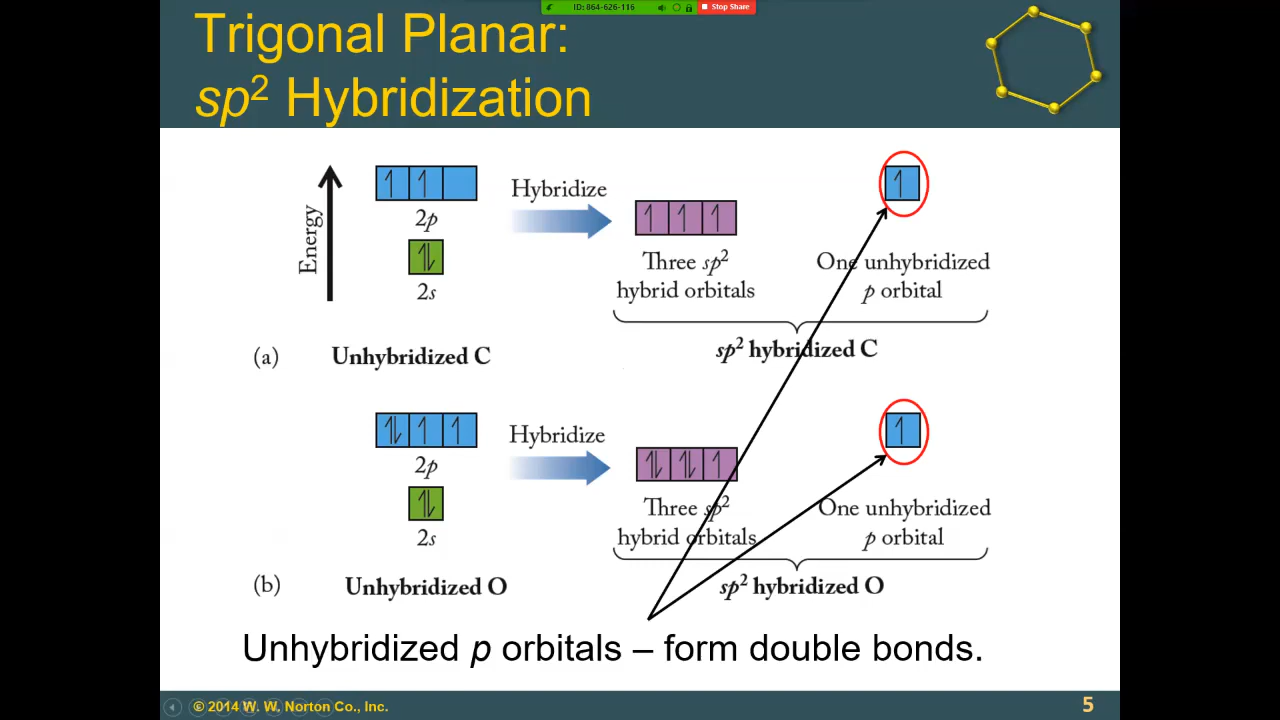 ID: 864-626-116
Stop Share
Trigonal Planar:
sp² Hybridization
Energy
2p
2s
Hybridize
Three sp²
hybrid orbitals
One unhybridized
p orbital
(a)
Unhybridized C
sp² hybridized C
2p
2s
Hybridize
Three sp²
hybrid orbitals
One unhybridized
p orbital
(b)
Unhybridized O
sp² hybridized O
Unhybridized p orbitals – form double bonds.
© 2014 W. W. Norton Co., Inc.
5